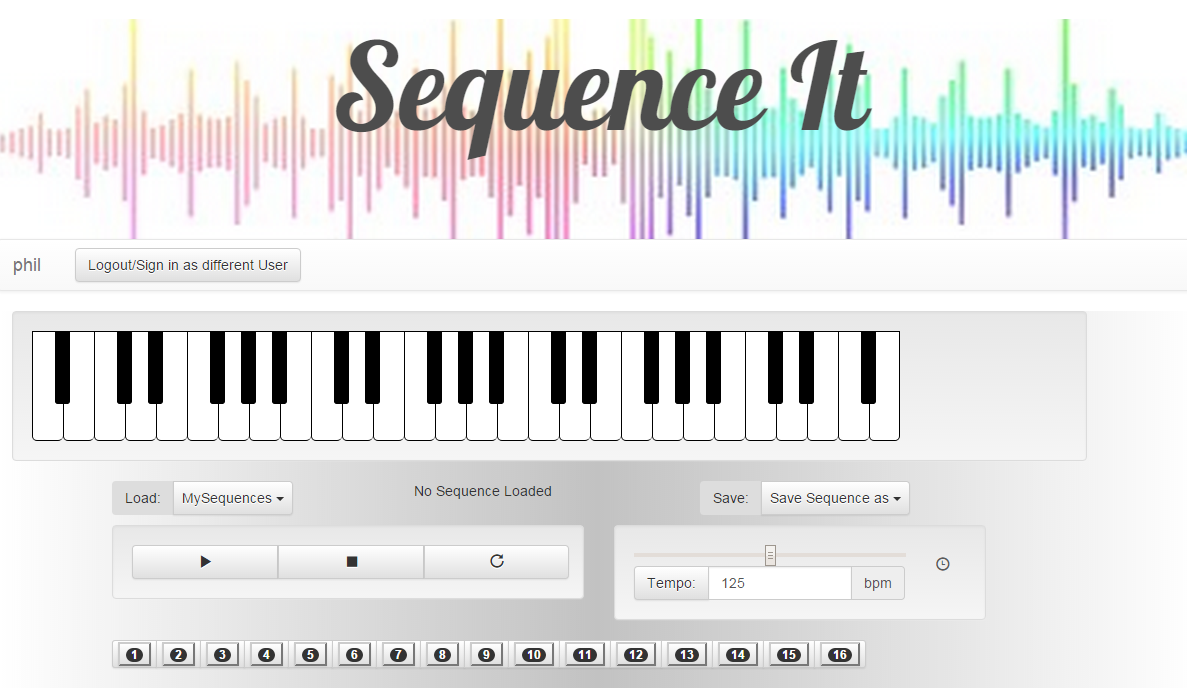 Sequence It
phil Logout/Sign in as different User
Load: MySequences No Sequence Loaded Save: Save Sequence as
Tempo: 125 bpm
1 2 3 4 5 6 7 8 9 10 11 12 13 14 15 16